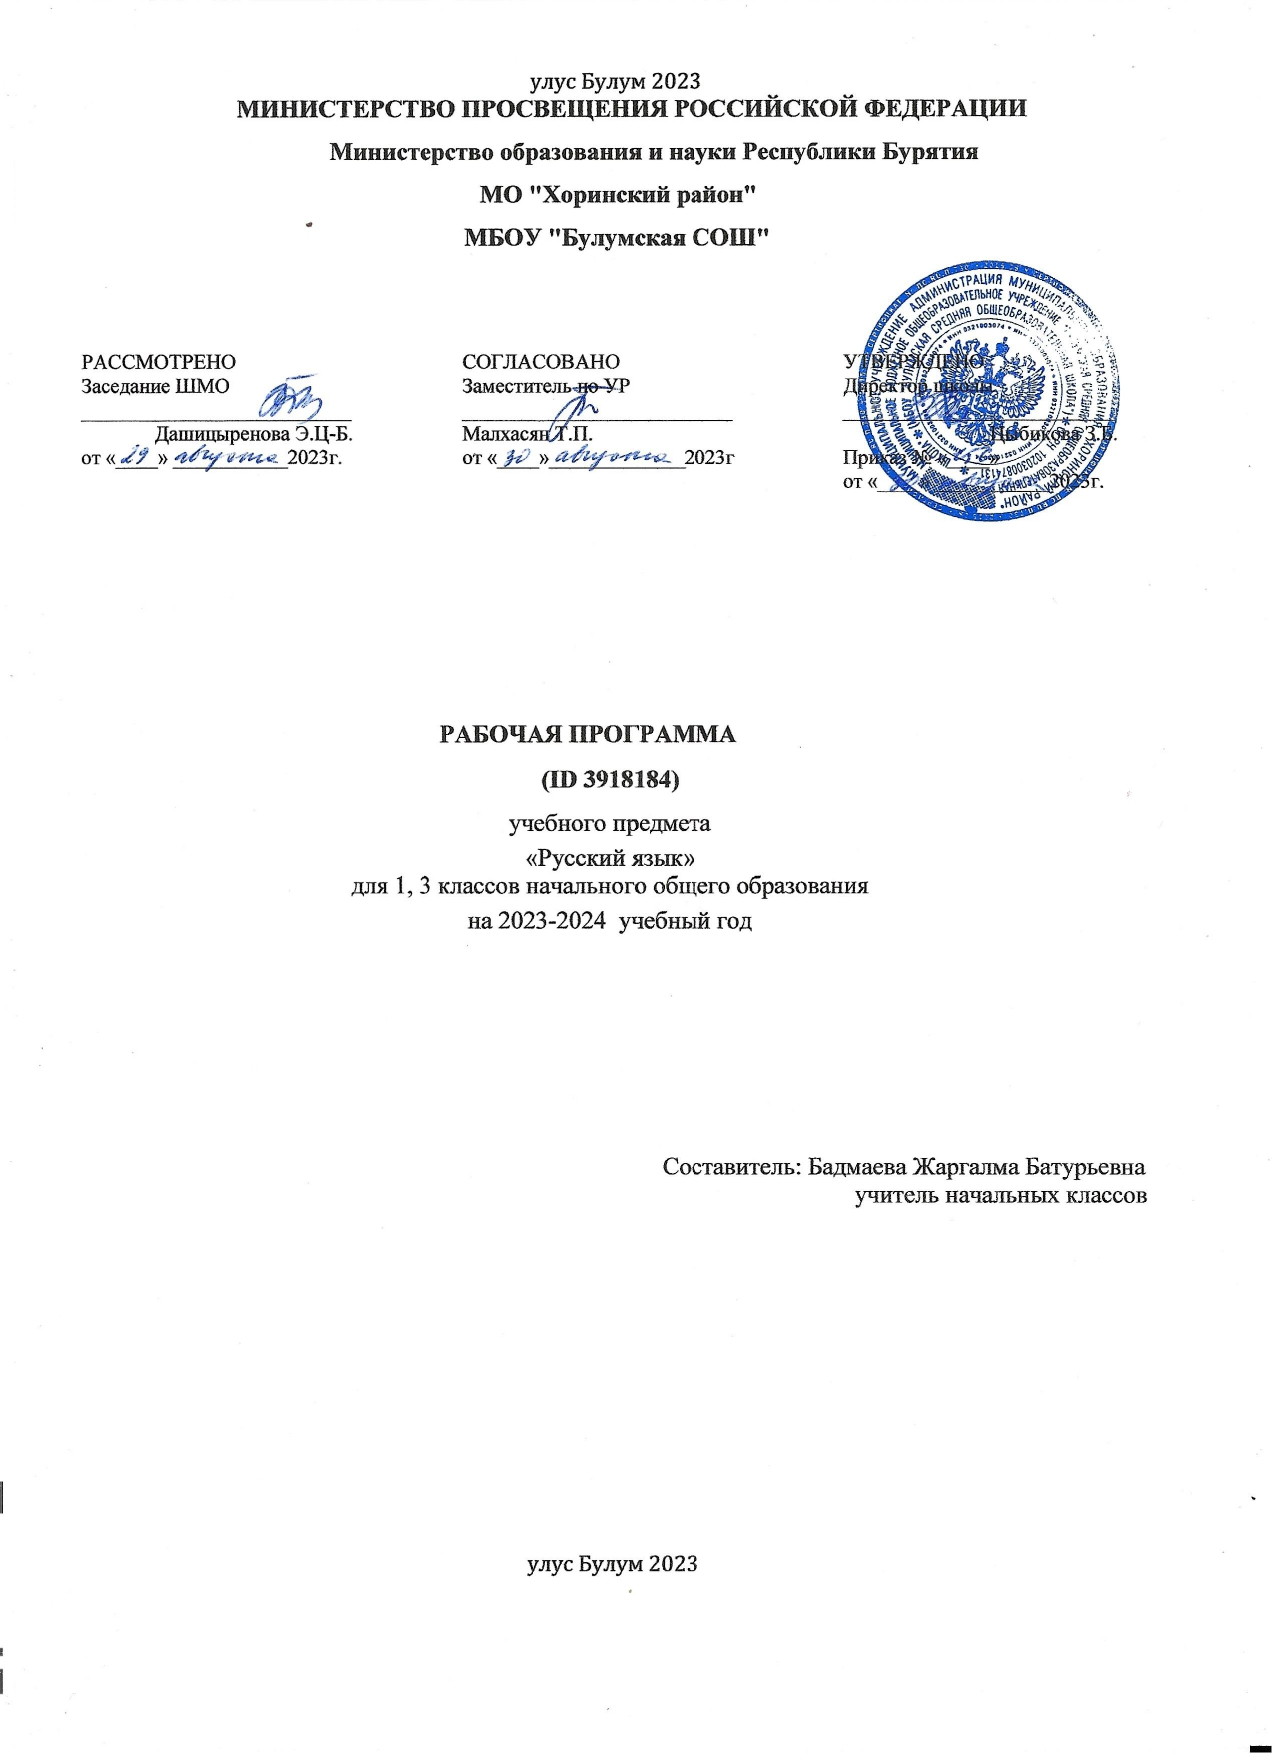 улус Булум 2023
МИНИСТЕРСТВО ПРОСВЕЩЕНИЯ РОССИЙСКОЙ ФЕДЕРАЦИИ
Министерство образования и науки Республики Бурятия
МО "Хоринский район"
МБОУ "Булумская СОШ"
РАССМОТРЕНО
Заседание ШМО
Дашицыренова Э.Ц-Б.
от «29» августа 2023г.
СОГЛАСОВАНО
Заместитель по УР
Малхасян Г.П.
от «30» августа 2023г
УТВЕРЖДЕНО
Директор школы
Цыбикова З.Б.
Приказ №
от « 2023г.
РАБОЧАЯ ПРОГРАММА
(ID 3918184)
учебного предмета
«Русский язык»
для 1, 3 классов начального общего образования
на 2023-2024 учебный год
Составитель: Бадмаева Жаргалма Батурьевна
учитель начальных классов
улус Булум 2023